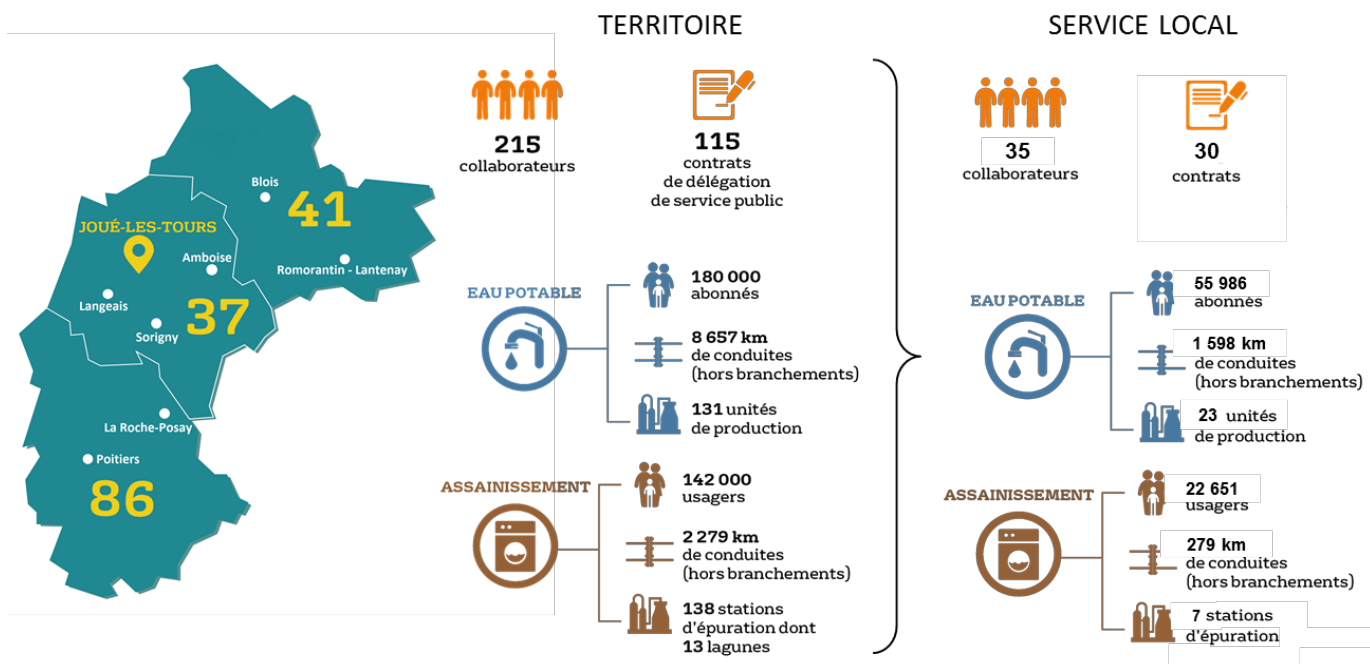 TERRITOIRE
SERVICE LOCAL
Blois
41
JOUÉ-LES-TOURS
Amboise
Romorantin - Lantenay
Langeais
37
Sorigny
La Roche-Posay
Poitiers
86
215
collaborateurs
115
contrats
de délégation
de service public
EAU POTABLE
180 000
abonnés
8 657 km
de conduites
(hors branchements)
131 unités
de production
ASSAINISSEMENT
142 000
usagers
2 279 km
de conduites
(hors branchements)
138 stations
d'épuration dont
13 lagunes
35
collaborateurs
30
contrats
EAU POTABLE
55 986
abonnés
1 598 km
de conduites
(hors branchements)
23 unités
de production
ASSAINISSEMENT
22 651
usagers
279 km
de conduites
(hors branchements)
7 stations
d'épuration